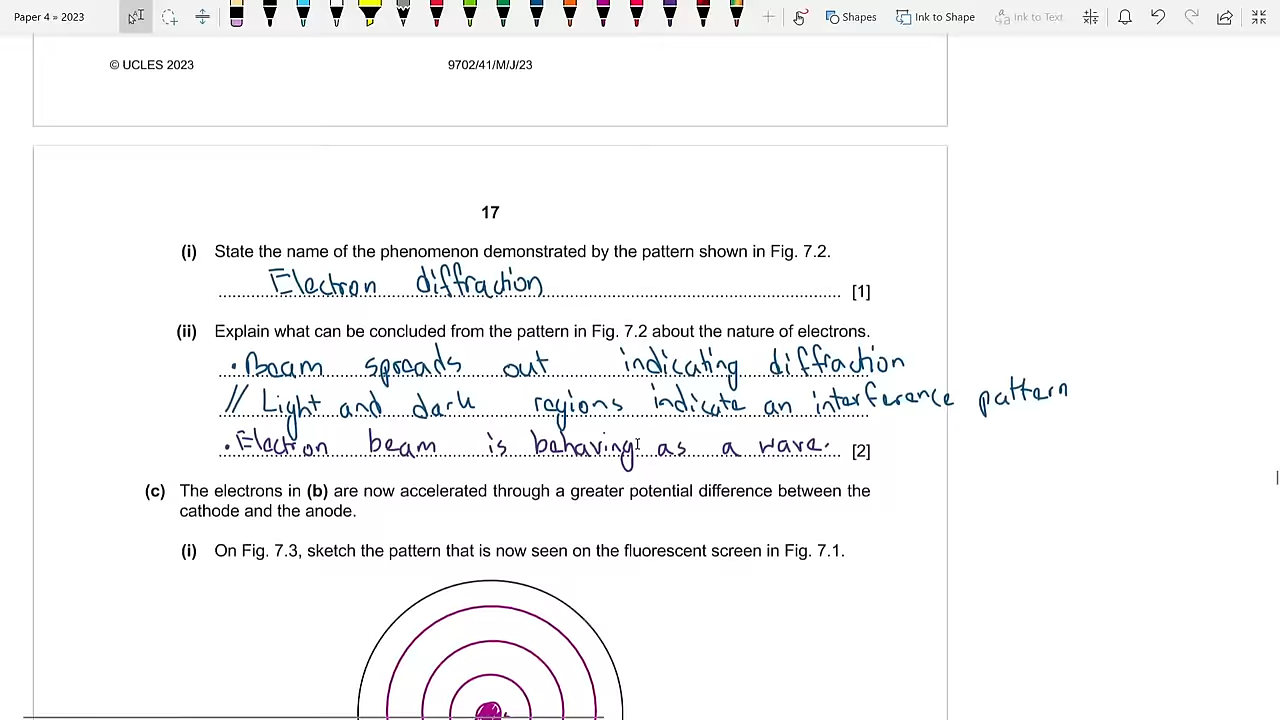 Paper 4 » 2023
Shapes
Ink to Shape
Ink to Text
© UCLES 2023
9702/41/M/J/23
17
(i) State the name of the phenomenon demonstrated by the pattern shown in Fig. 7.2.
Electron diffraction
[1]
(ii) Explain what can be concluded from the pattern in Fig. 7.2 about the nature of electrons.
• Beam spreads out indicating diffraction
// Light and dark regions indicate an interference pattern
• Electron beam is behaving as a wave. [2]
(c) The electrons in (b) are now accelerated through a greater potential difference between the
cathode and the anode.
(i) On Fig. 7.3, sketch the pattern that is now seen on the fluorescent screen in Fig. 7.1.